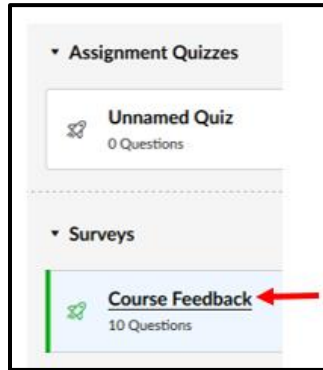 Assignment Quizzes
Unnamed Quiz
0 Questions
Surveys
Course Feedback
10 Questions